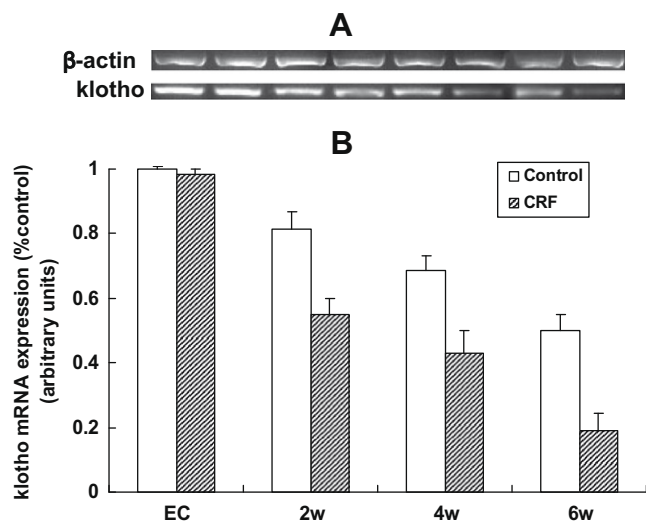 A
β-actin
klotho
B
klotho mRNA expression (%control)
(arbitrary units)
1
0.8
0.6
0.4
0.2
0
Control
CRF
EC 2w 4w 6w